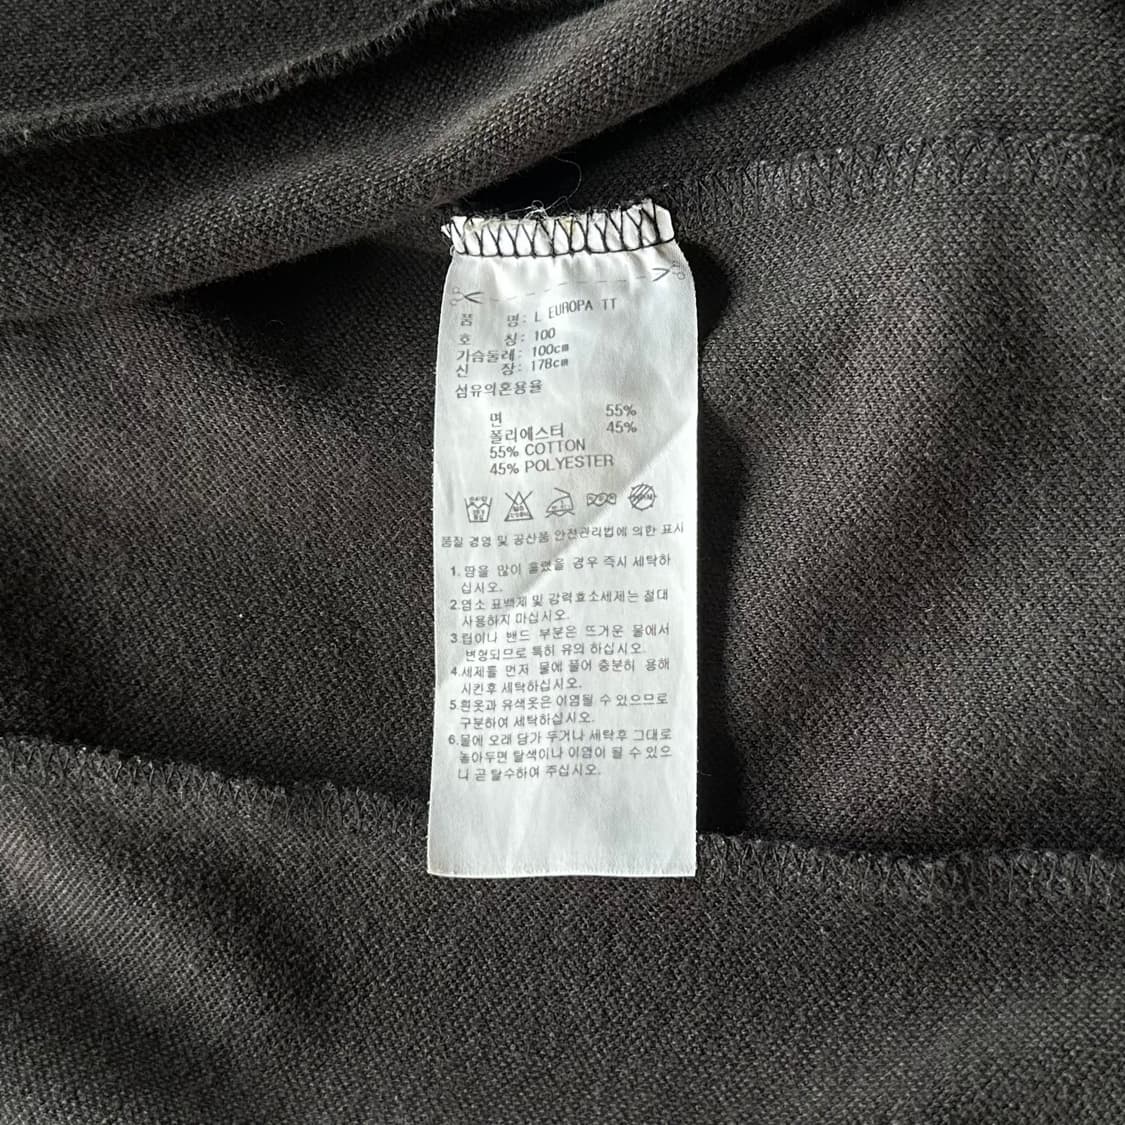 품 명: L EUROPA TT
호 칭: 100
가슴둘레: 100cm
신 장: 178cm
섬유의혼용율
면 55%
폴리에스터 45%
55% COTTON
45% POLYESTER
품질 경영 및 공산품 안전관리법에 의한 표시
1. 땀을 많이 흘렸을 경우 즉시 세탁하
십시오.
2.염소 표백제 및 강력효소세제는 절대
사용하지 마십시오.
3.립이나 밴드 부분은 뜨거운 물에서
변형되므로 특히 유의 하십시오.
4.세제를 먼저 물에 풀어 충분히 용해
시킨후 세탁하십시오.
5.흰옷과 유색옷은 이염될 수 있으므로
구분하여 세탁하십시오.
6.물에 오래 담가 두거나 세탁후 그대로
놓아두면 탈색이나 이염이 될 수 있으
니 곧 탈수하여 주십시오.